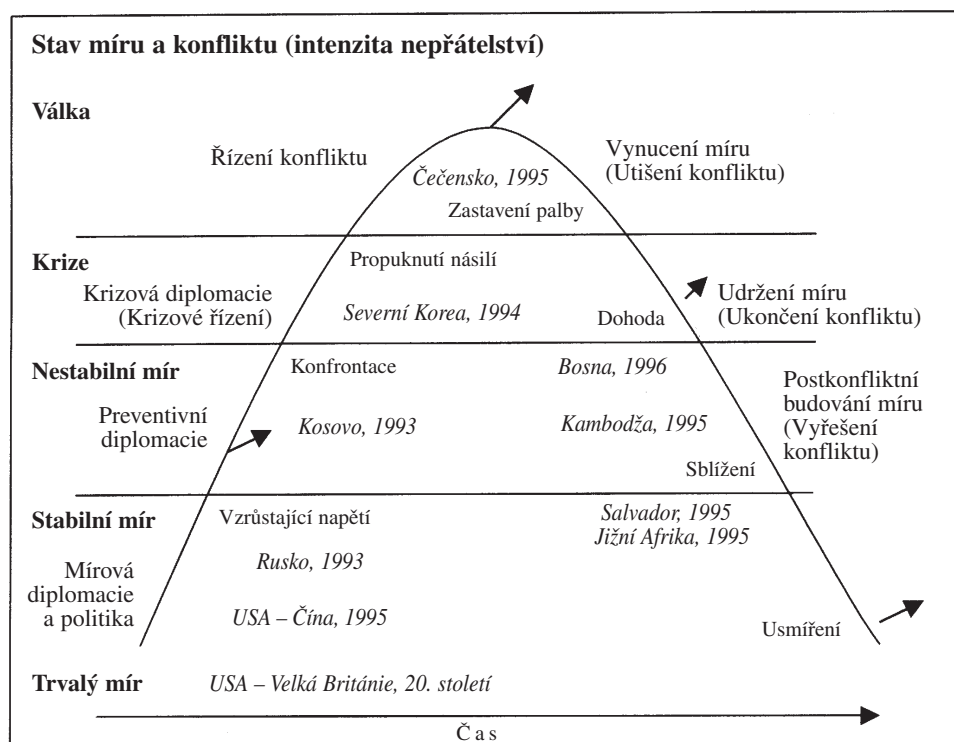 Stav míru a konfliktu (intenzita nepřátelství)
Válka
Řízení konfliktu
Vynucení míru
(Utišení konfliktu)
Čečensko, 1995
Zastavení palby
Krize
Propuknutí násilí
Krizová diplomacie
(Krizové řízení)
Severní Korea, 1994
Dohoda
Udržení míru
(Ukončení konfliktu)
Nestabilní mír
Konfrontace
Bosna, 1996
Preventivní
diplomacie
Kosovo, 1993
Kambodža, 1995
Postkonfliktní
budování míru
(Vyřešení
konfliktu)
Sblížení
Stabilní mír
Vzrůstající napětí
Salvador, 1995
Jižní Afrika, 1995
Rusko, 1993
Mírová
diplomacie
a politika
USA – Čína, 1995
Usmíření
Trvalý mír
USA – Velká Británie, 20. století
Čas